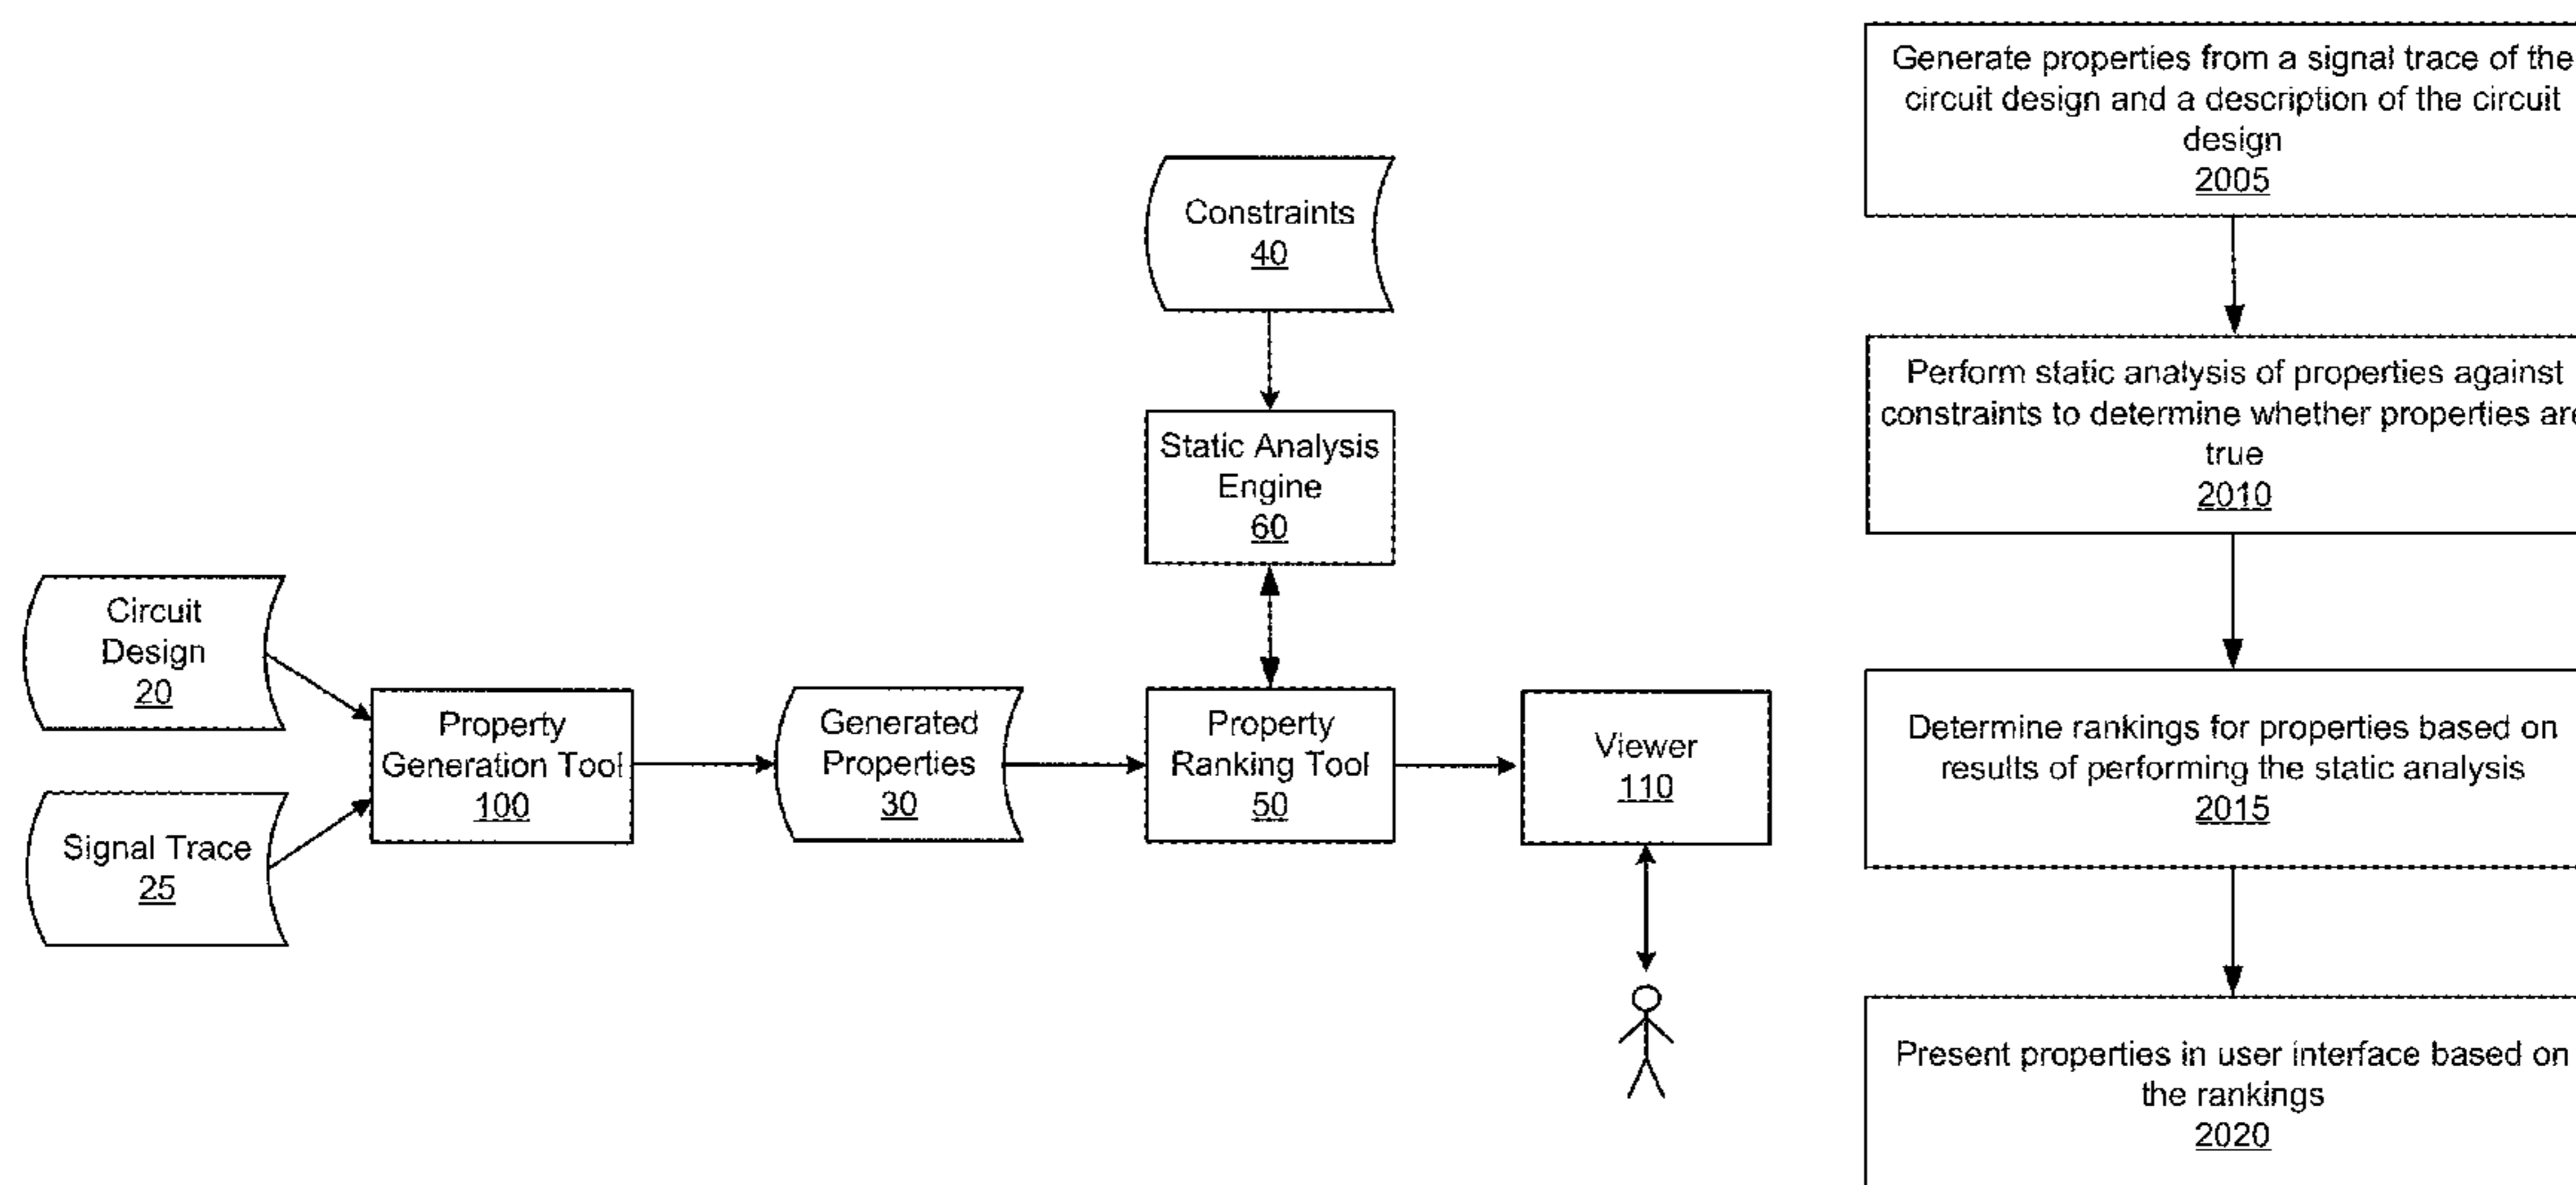 Constraints
40
Static Analysis
Engine
60
Circuit
Design
20
Signal Trace
25
Property
Generation Tool
100
Generated
Properties
30
Property
Ranking Tool
50
Viewer
110
Generate properties from a signal trace of the
circuit design and a description of the circuit
design
2005
Perform static analysis of properties against
constraints to determine whether properties are
true
2010
Determine rankings for properties based on
results of performing the static analysis
2015
Present properties in user interface based on
the rankings
2020